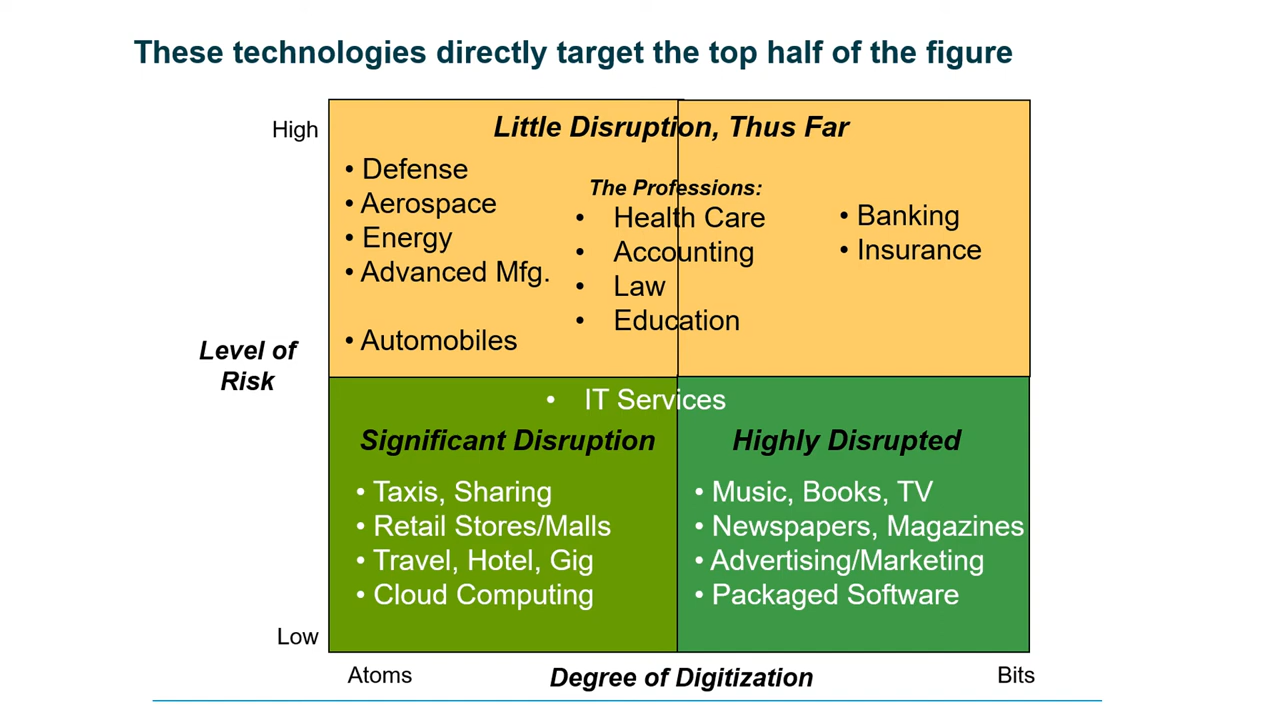 These technologies directly target the top half of the figure
High
Little Disruption, Thus Far
• Defense
• Aerospace
• Energy
• Advanced Mfg.
• Automobiles
The Professions:
• Health Care
• Accounting
• Law
• Education
• Banking
• Insurance
Level of
Risk
• IT Services
Significant Disruption
• Taxis, Sharing
• Retail Stores/Malls
• Travel, Hotel, Gig
• Cloud Computing
Highly Disrupted
• Music, Books, TV
• Newspapers, Magazines
• Advertising/Marketing
• Packaged Software
Low
Atoms
Degree of Digitization
Bits